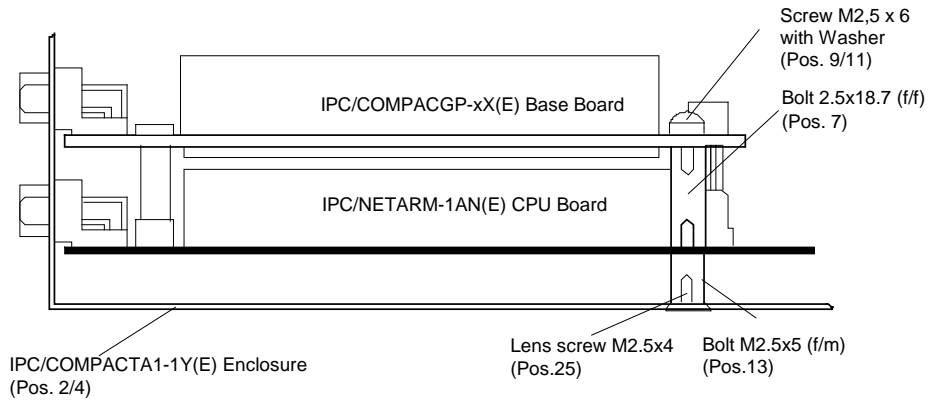 Screw M2,5 x 6
with Washer
(Pos. 9/11)
IPC/COMPACGP-xX(E) Base Board
Bolt 2.5x18.7 (f/f)
(Pos. 7)
IPC/NETARM-1AN(E) CPU Board
IPC/COMPACTA1-1Y(E) Enclosure
(Pos. 2/4)
Lens screw M2.5x4
(Pos.25)
Bolt M2.5x5 (f/m)
(Pos.13)